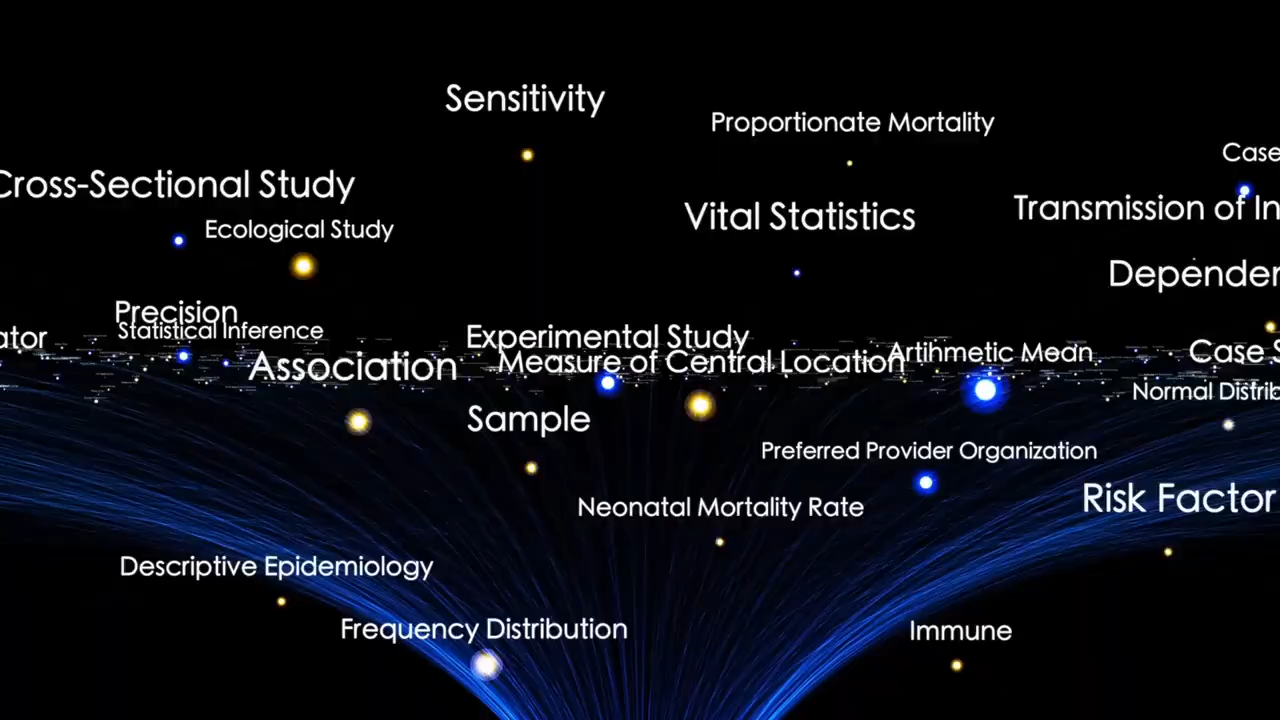 Sensitivity
Proportionate Mortality
Case
Cross-Sectional Study
Transmission of In
Vital Statistics
Ecological Study
Depender
Precision
Statistical Inference
ator
Experimental Study
Association
Measure of Central Location
Artihmetic Mean
Case S
Normal Distrib
Sample
Preferred Provider Organization
Risk Factor
Neonatal Mortality Rate
Descriptive Epidemiology
Frequency Distribution
Immune